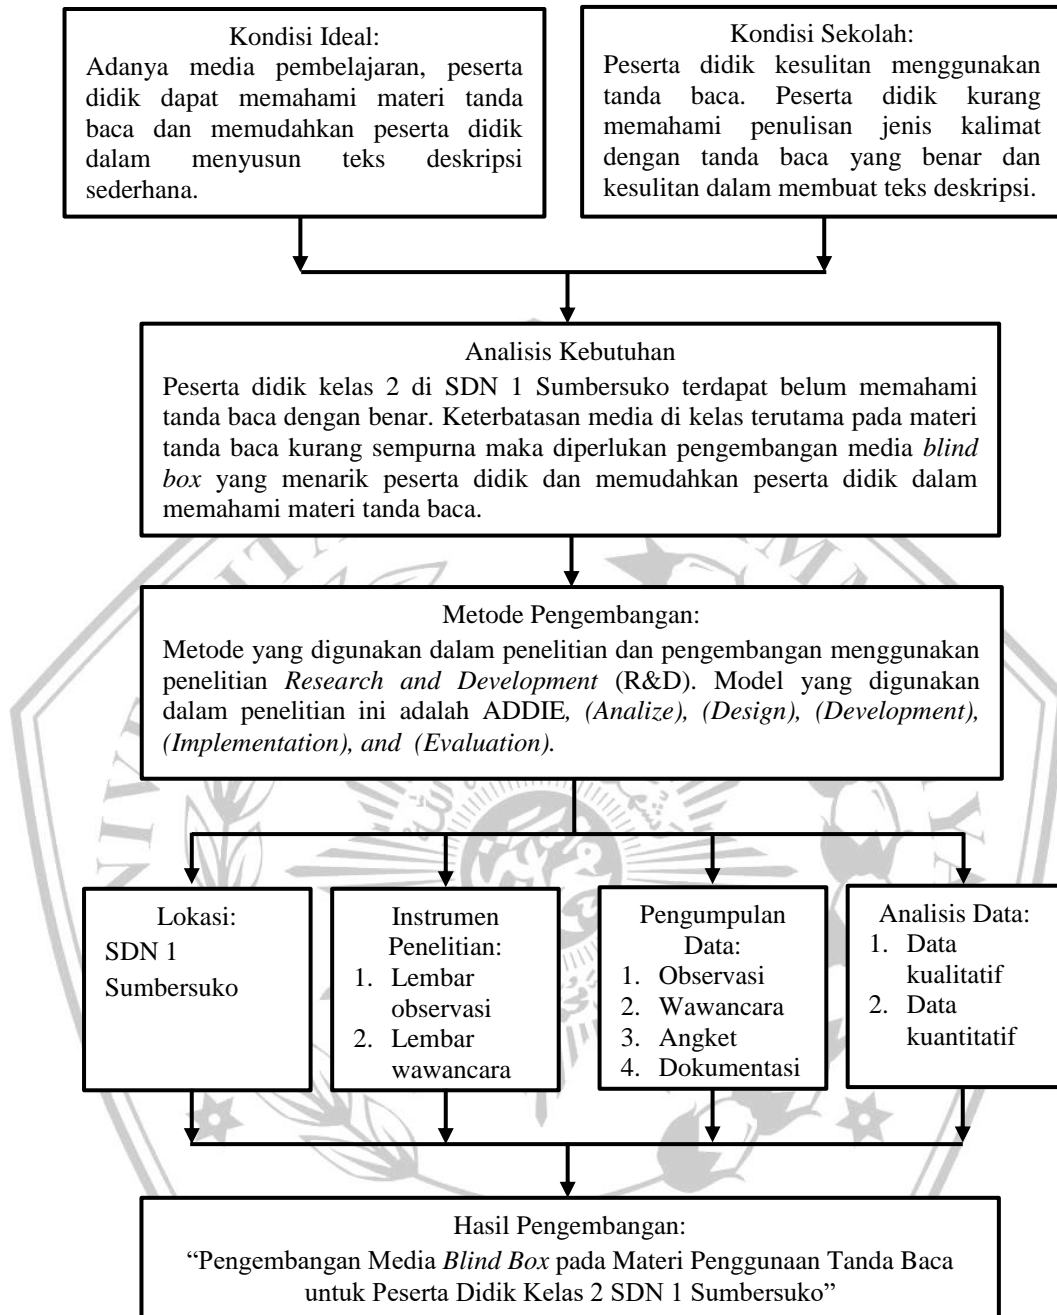 Kondisi Ideal:
Adanya media pembelajaran, peserta
didik dapat memahami materi tanda
baca dan memudahkan peserta didik
dalam menyusun teks deskripsi
sederhana.
Kondisi Sekolah:
Peserta didik kesulitan menggunakan
tanda baca. Peserta didik kurang
memahami penulisan jenis kalimat
dengan tanda baca yang benar dan
kesulitan dalam membuat teks deskripsi.
Analisis Kebutuhan
Peserta didik kelas 2 di SDN 1 Sumbersuko terdapat belum memahami
tanda baca dengan benar. Keterbatasan media di kelas terutama pada materi
tanda baca kurang sempurna maka diperlukan pengembangan media blind
box yang menarik peserta didik dan memudahkan peserta didik dalam
memahami materi tanda baca.
Metode Pengembangan:
Metode yang digunakan dalam penelitian dan pengembangan menggunakan
penelitian Research and Development (R&D). Model yang digunakan
dalam penelitian ini adalah ADDIE, (Analize), (Design), (Development),
(Implementation), and (Evaluation).
Lokasi:
SDN 1
Sumbersuko
Instrumen
Penelitian:
1. Lembar
observasi
2. Lembar
wawancara
Pengumpulan
Data:
1. Observasi
2. Wawancara
3. Angket
4. Dokumentasi
Analisis Data:
1. Data
kualitatif
2. Data
kuantitatif
Hasil Pengembangan:
“Pengembangan Media Blind Box pada Materi Penggunaan Tanda Baca
untuk Peserta Didik Kelas 2 SDN 1 Sumbersuko”